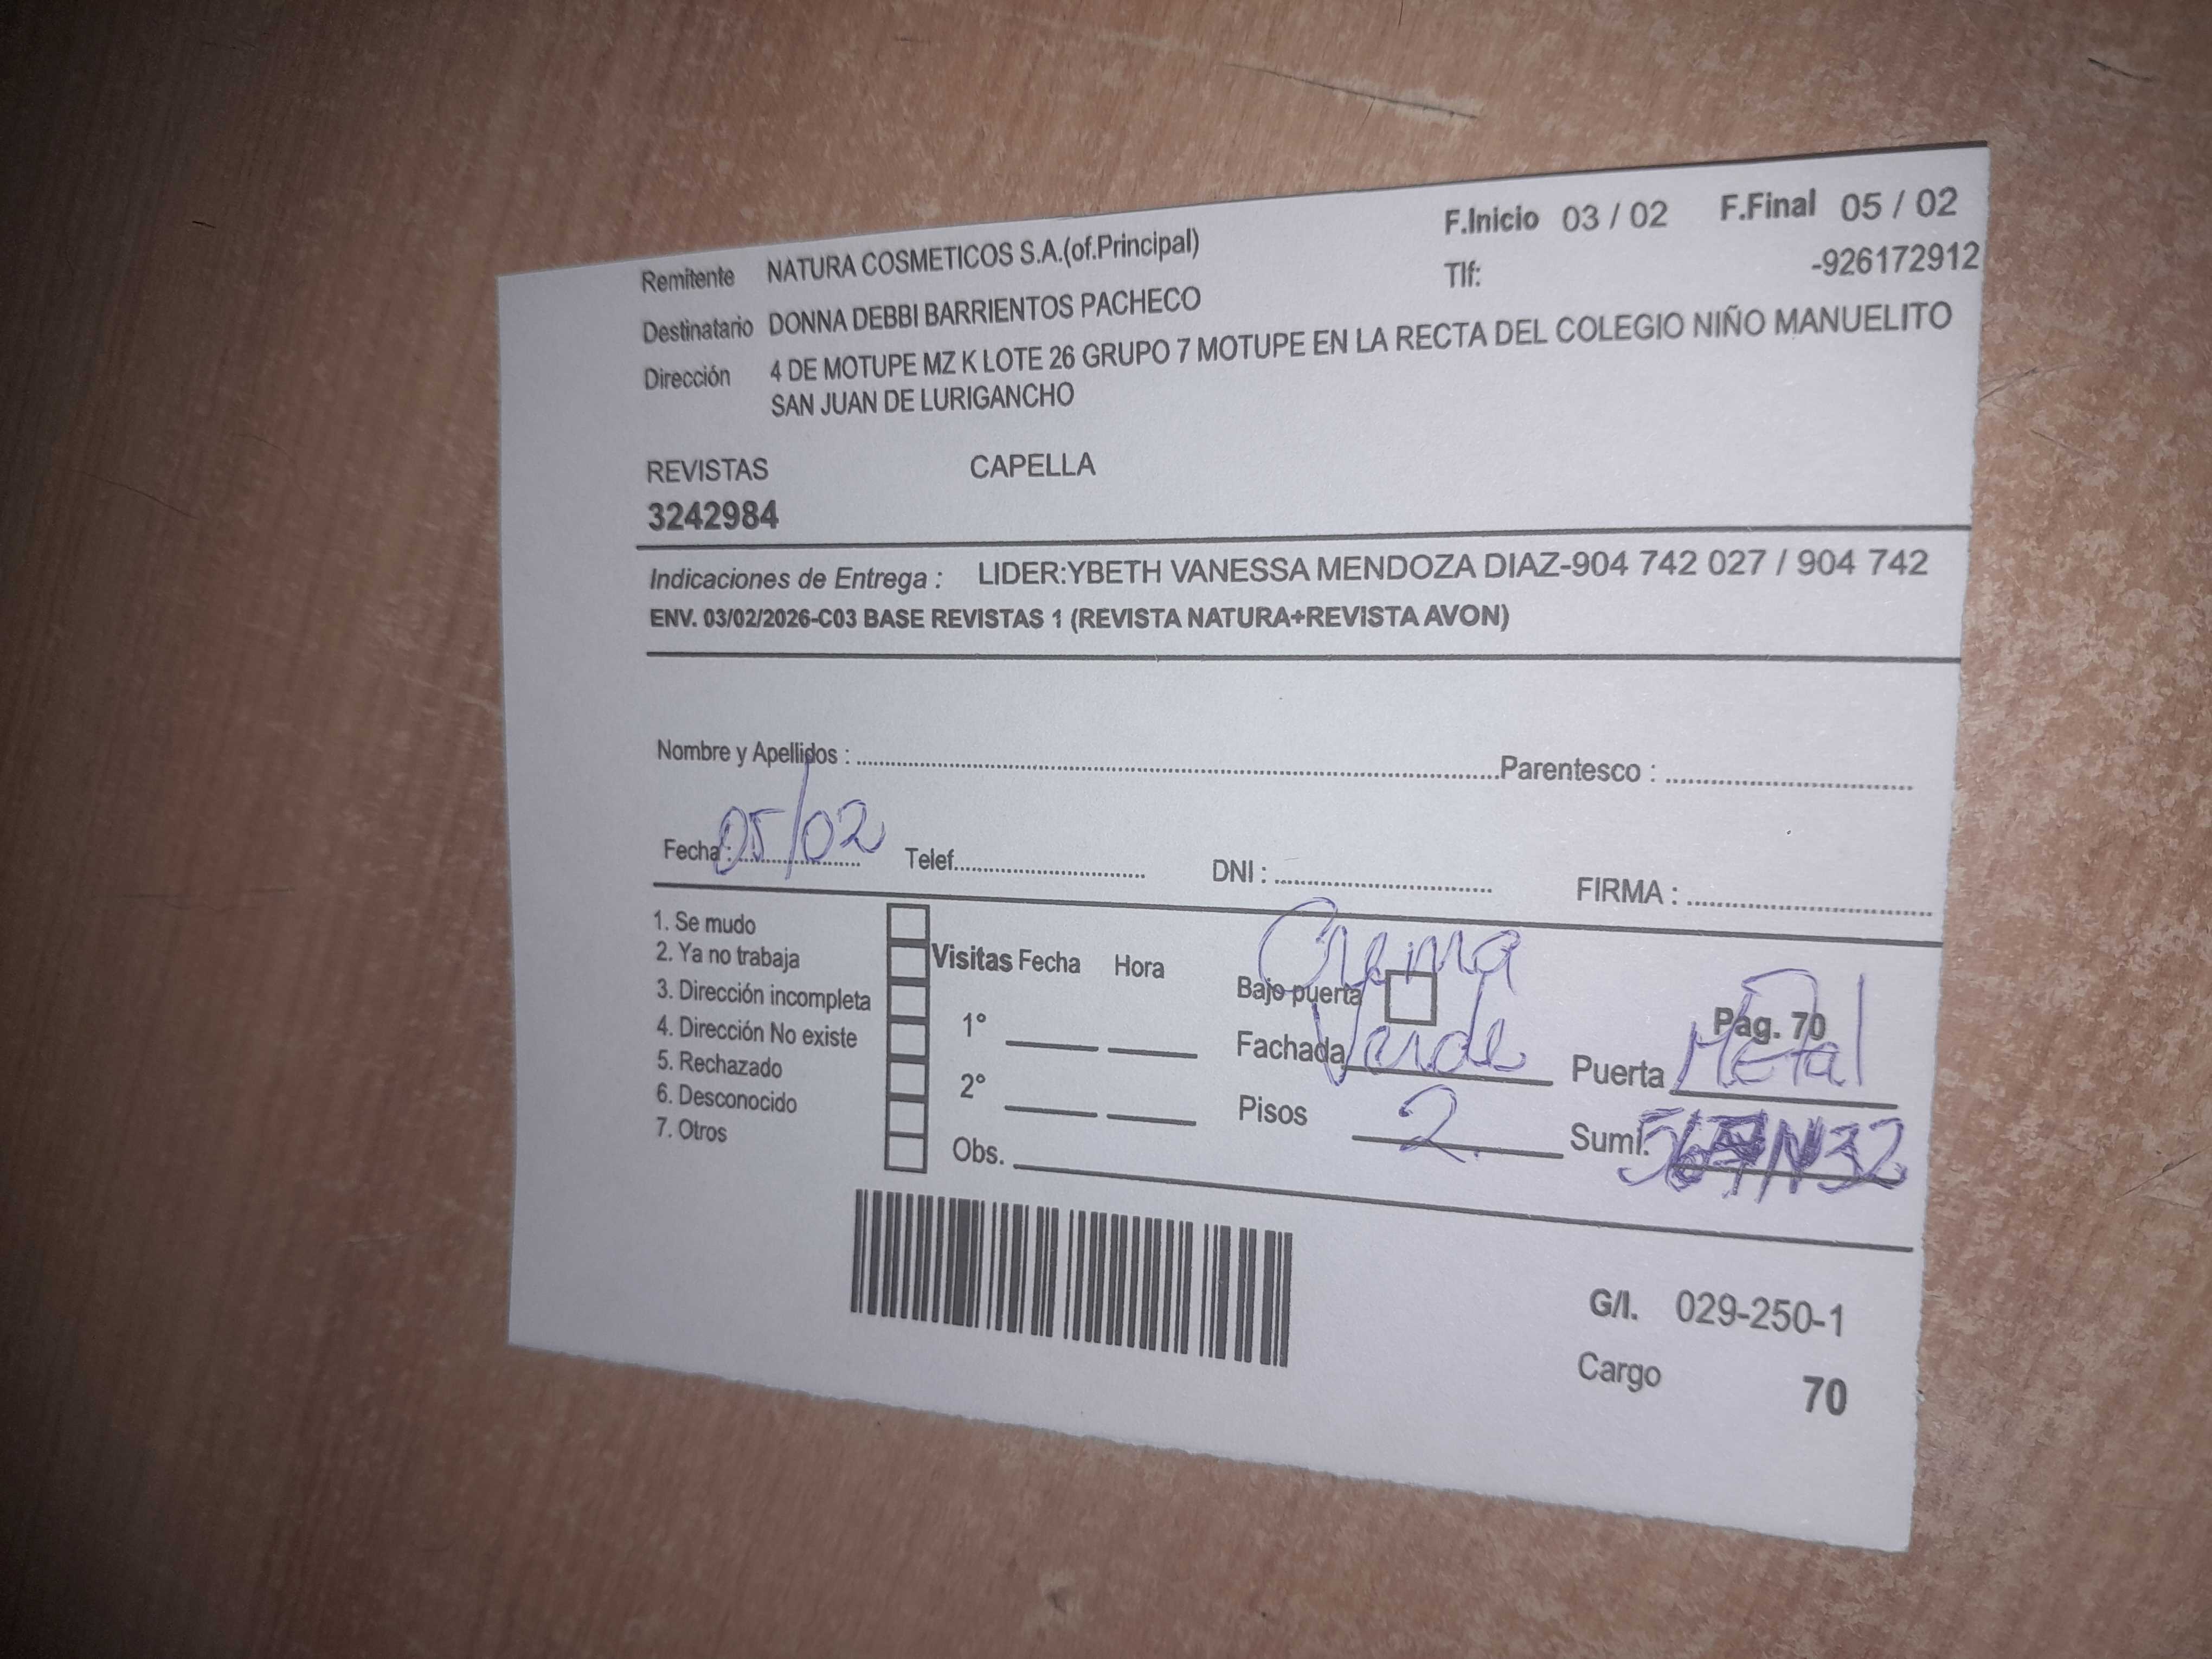 Remitente NATURA COSMETICOS S.A.(of.Principal) F.Inicio 03 / 02 F.Final 05 / 02
Tlf: -926172912
Destinatario DONNA DEBBI BARRIENTOS PACHECO
Dirección 4 DE MOTUPE MZ K LOTE 26 GRUPO 7 MOTUPE EN LA RECTA DEL COLEGIO NIÑO MANUELITO
SAN JUAN DE LURIGANCHO
REVISTAS CAPELLA
3242984
Indicaciones de Entrega : LIDER:YBETH VANESSA MENDOZA DIAZ-904 742 027 / 904 742
ENV. 03/02/2026-C03 BASE REVISTAS 1 (REVISTA NATURA+REVISTA AVON)
Nombre y Apellidos : Parentesco :
Fecha : 05/02 Telef. DNI : FIRMA :
1. Se mudo
2. Ya no trabaja
3. Dirección incompleta
4. Dirección No existe
5. Rechazado
6. Desconocido
7. Otros
Visitas Fecha Hora
1°
2°
Obs.
Crema
Bajo puerta Pag. 70
Fachada Verde Puerta Metal
Pisos 2. Sumi.
G/I. 029-250-1
Cargo 70